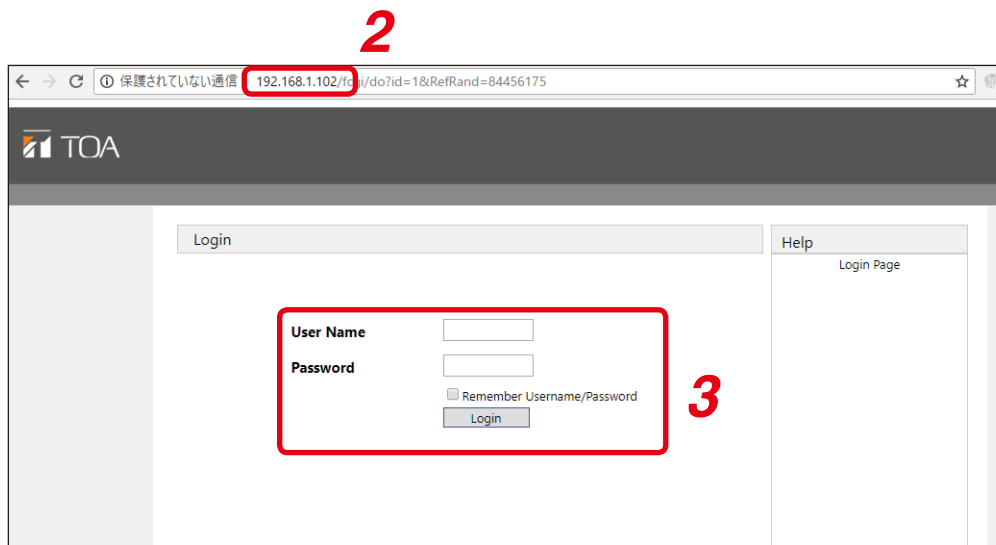 2
保護されていない通信 192.168.1.102/fcgi/do?id=1&RefRand=84456175
TOA
Login
Help
Login Page
User Name
Password
Remember Username/Password
Login
3